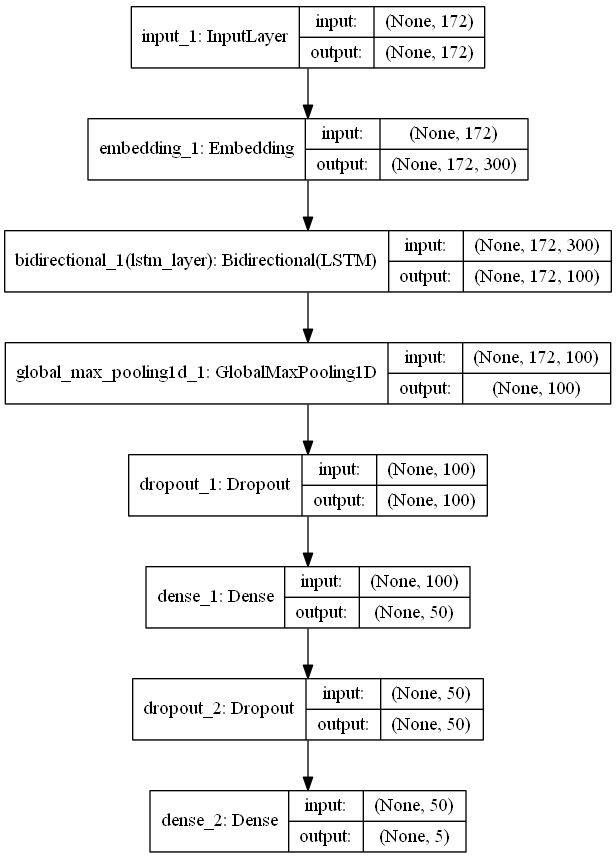 input_1: InputLayer
input: (None, 172)
output: (None, 172)
embedding_1: Embedding
input: (None, 172)
output: (None, 172, 300)
bidirectional_1(lstm_layer): Bidirectional(LSTM)
input: (None, 172, 300)
output: (None, 172, 100)
global_max_pooling1d_1: GlobalMaxPooling1D
input: (None, 172, 100)
output: (None, 100)
dropout_1: Dropout
input: (None, 100)
output: (None, 100)
dense_1: Dense
input: (None, 100)
output: (None, 50)
dropout_2: Dropout
input: (None, 50)
output: (None, 50)
dense_2: Dense
input: (None, 50)
output: (None, 5)